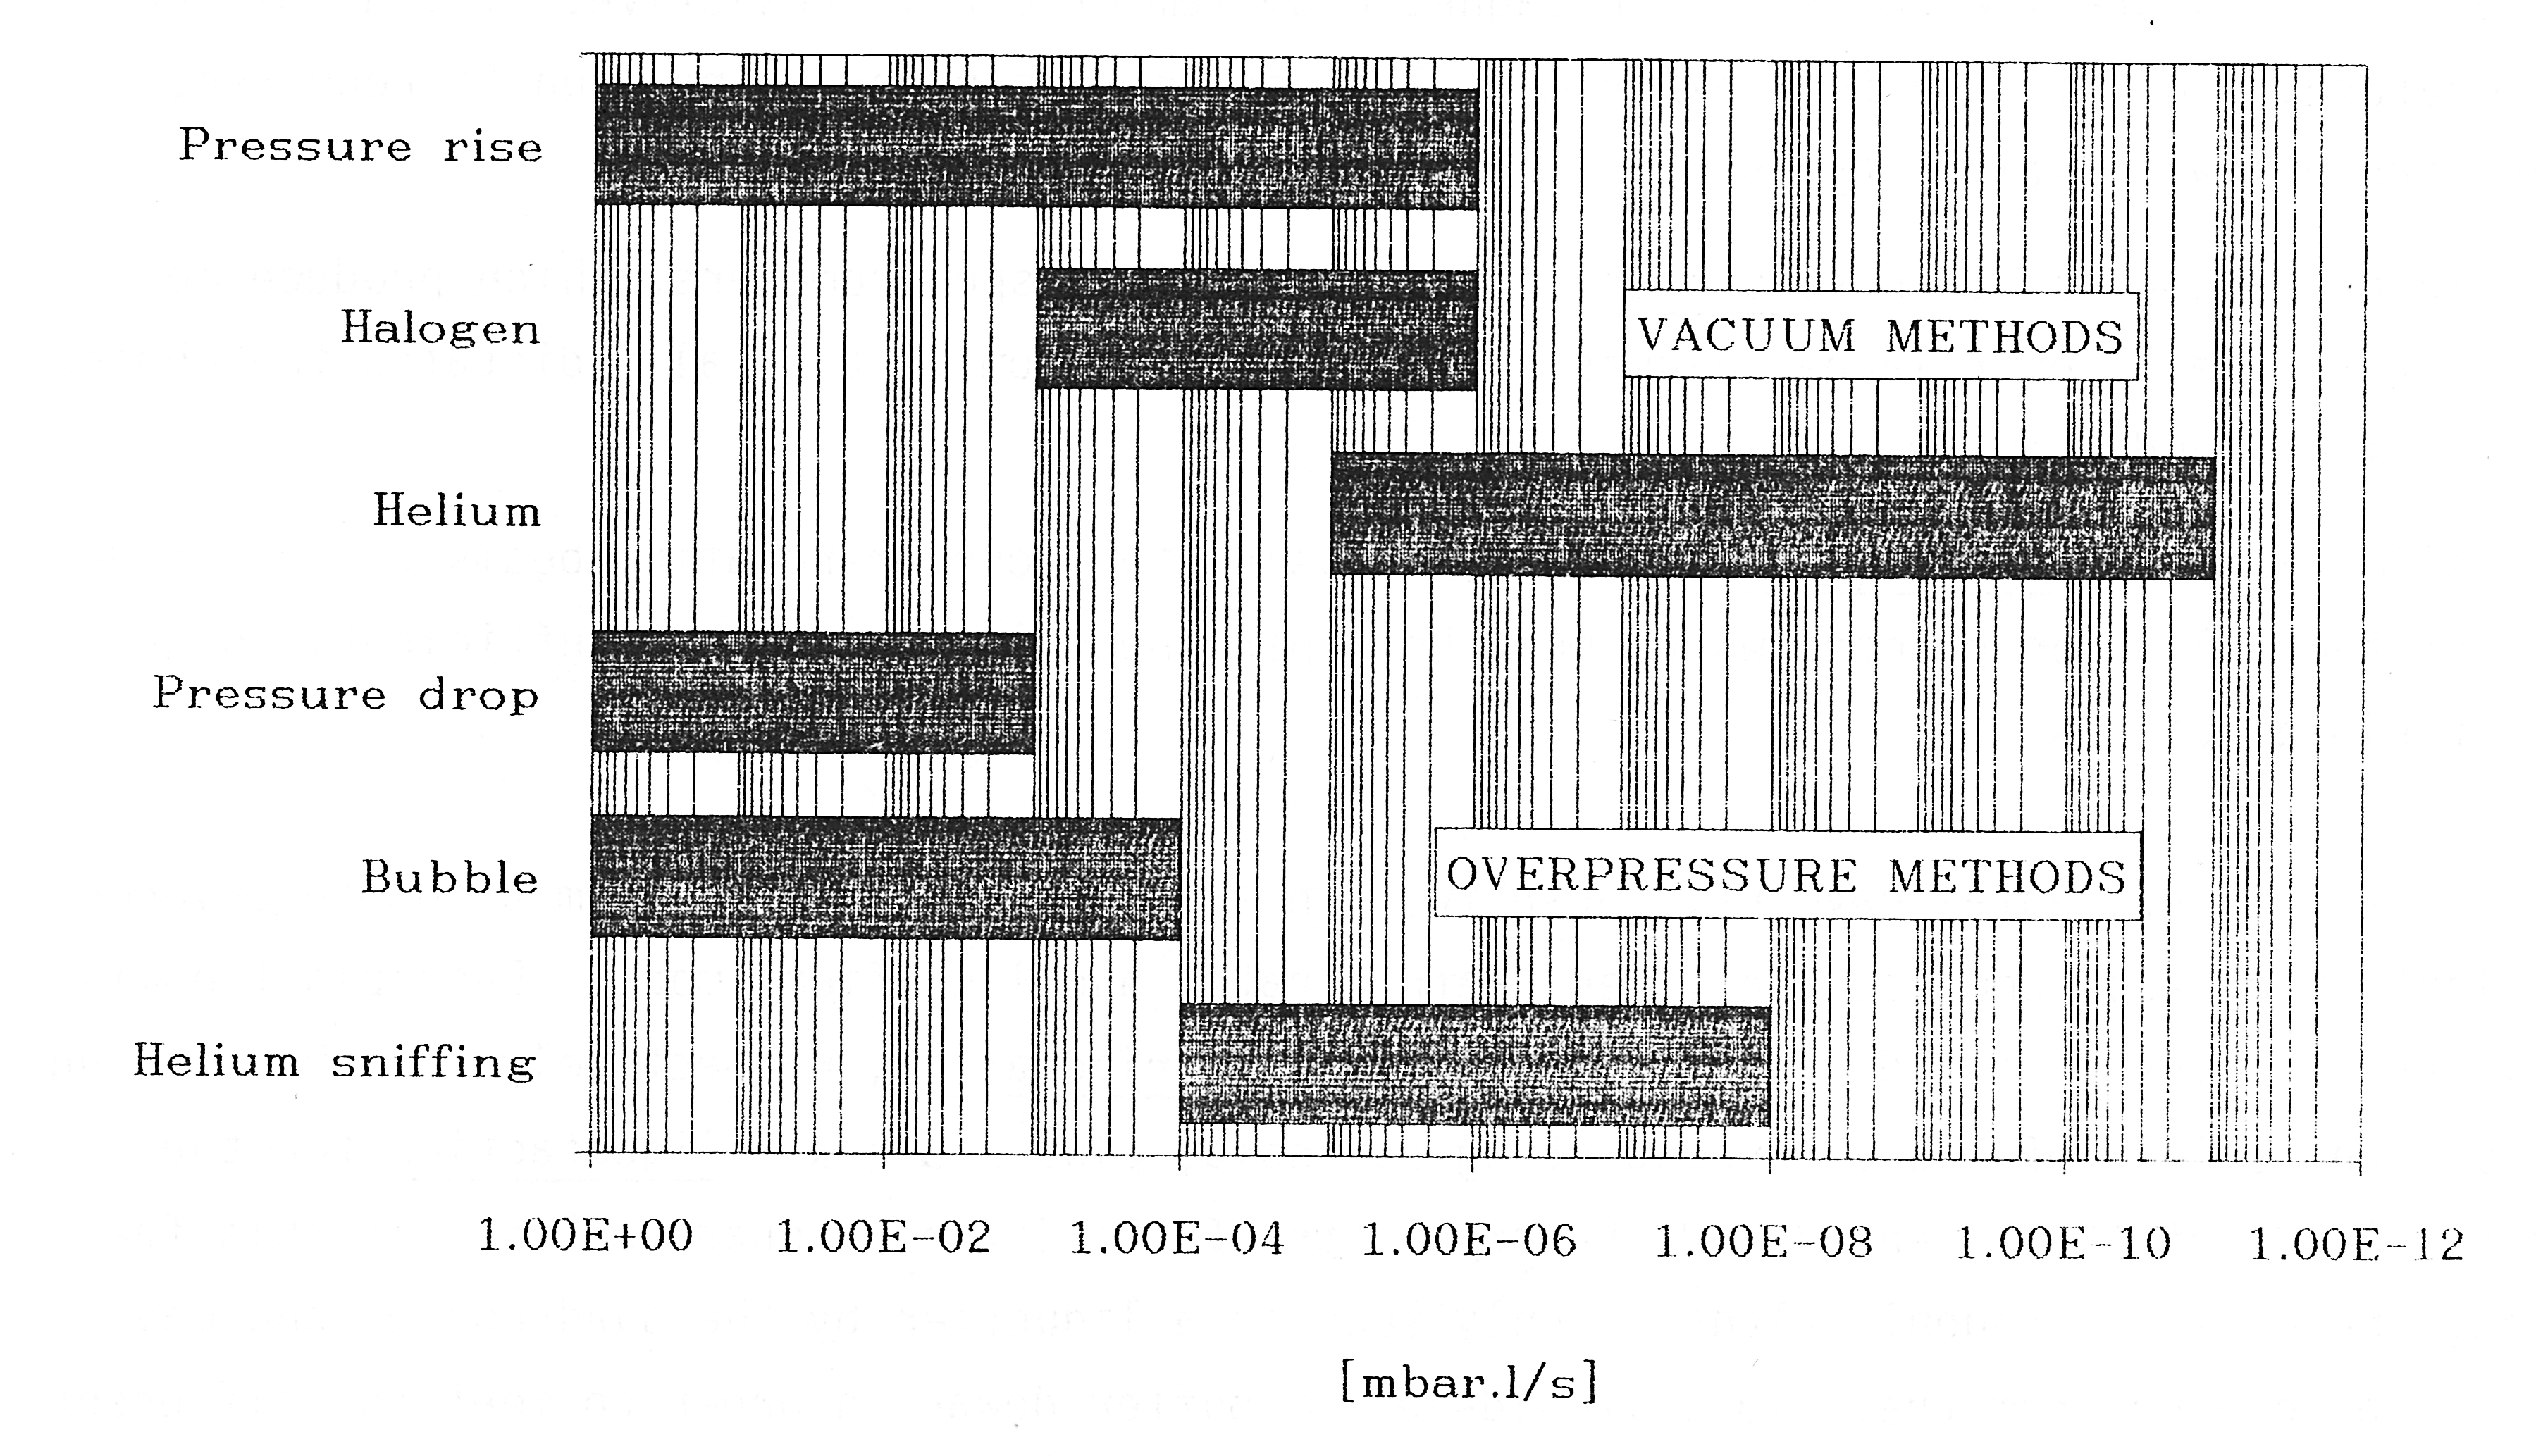 Pressure rise
Halogen
VACUUM METHODS
Helium
Pressure drop
Bubble
OVERPRESSURE METHODS
Helium sniffing
1.00E+00 1.00E-02 1.00E-04 1.00E-06 1.00E-08 1.00E-10 1.00E-12
[mbar.l/s]